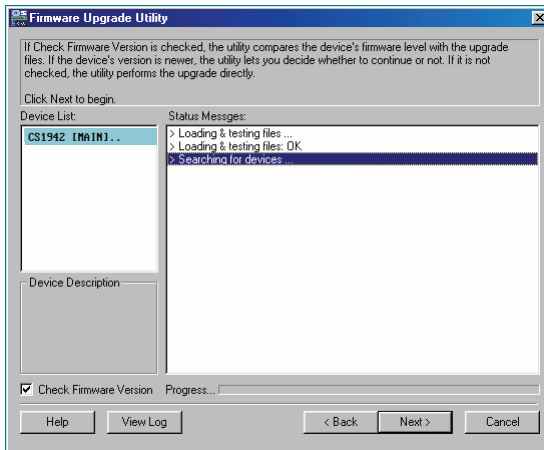 Firmware Upgrade Utility
If Check Firmware Version is checked, the utility compares the device's firmware level with the upgrade
files. If the device's version is newer, the utility lets you decide whether to continue or not. If it is not
checked, the utility performs the upgrade directly.
Click Next to begin.
Device List:
Status Messges:
CS1942 [MAIN]..
> Loading & testing files ...
> Loading & testing files: OK
> Searching for devices ...
Device Description
Check Firmware Version
Progress...
Help
View Log
< Back
Next >
Cancel